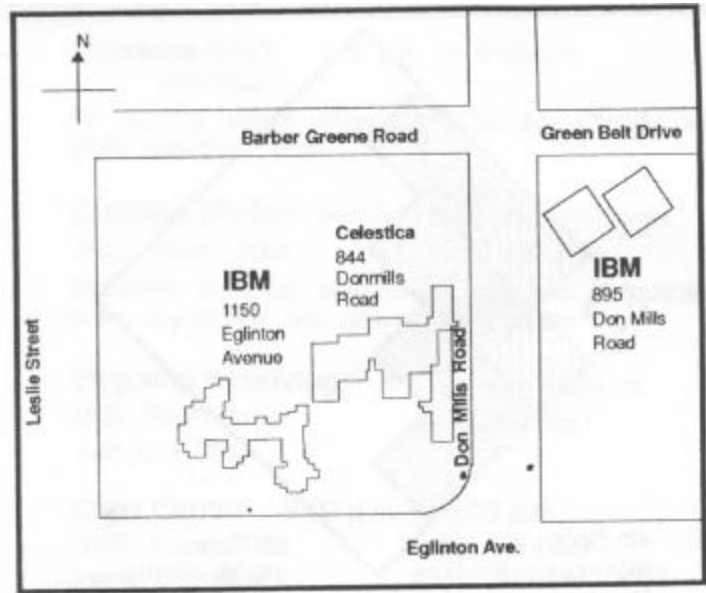 N
Barber Greene Road
Green Belt Drive
Celestica
844
Donmills
Road
IBM
1150
Eglinton
Avenue
IBM
895
Don Mills
Road
Leslie Street
Don Mills Road
Eglinton Ave.